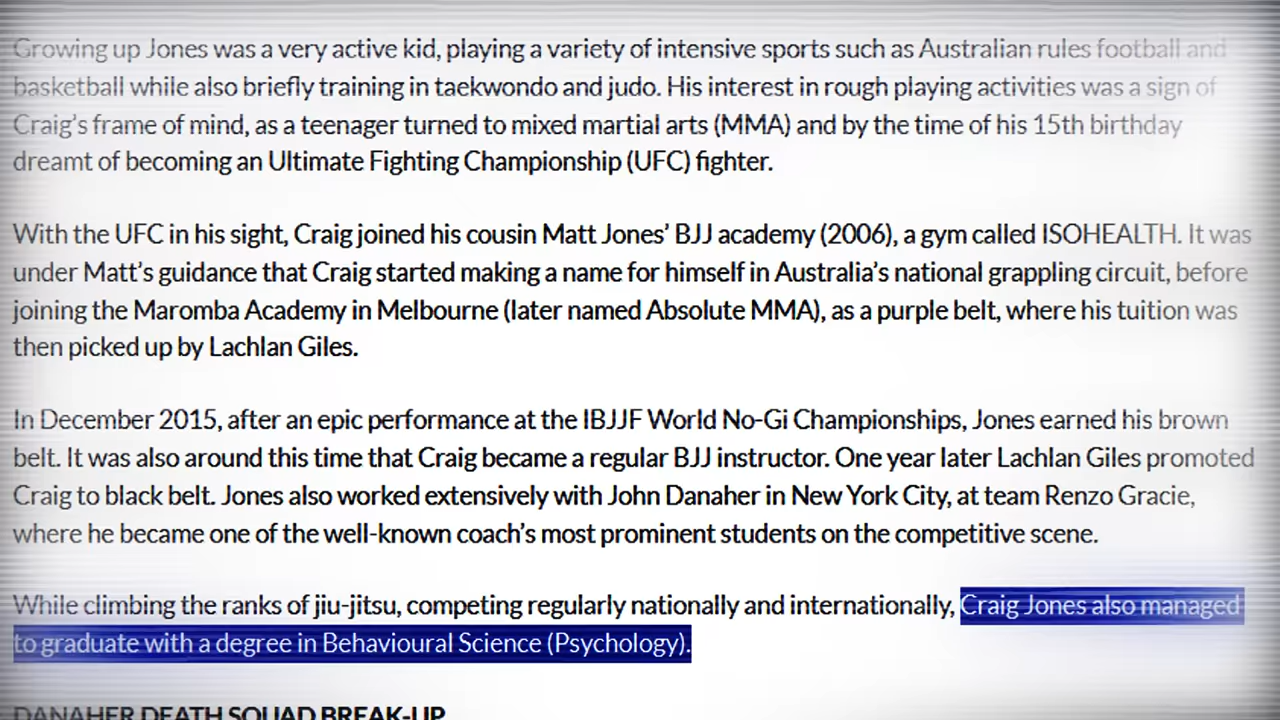 Growing up Jones was a very active kid, playing a variety of intensive sports such as Australian rules football and
basketball while also briefly training in taekwondo and judo. His interest in rough playing activities was a sign of
Craig's frame of mind, as a teenager turned to mixed martial arts (MMA) and by the time of his 15th birthday
dreamt of becoming an Ultimate Fighting Championship (UFC) fighter.
With the UFC in his sight, Craig joined his cousin Matt Jones' BJJ academy (2006), a gym called ISOHEALTH. It was
under Matt's guidance that Craig started making a name for himself in Australia's national grappling circuit, before
joining the Maromba Academy in Melbourne (later named Absolute MMA), as a purple belt, where his tuition was
then picked up by Lachlan Giles.
In December 2015, after an epic performance at the IBJJF World No-Gi Championships, Jones earned his brown
belt. It was also around this time that Craig became a regular BJJ instructor. One year later Lachlan Giles promoted
Craig to black belt. Jones also worked extensively with John Danaher in New York City, at team Renzo Gracie,
where he became one of the well-known coach's most prominent students on the competitive scene.
While climbing the ranks of jiu-jitsu, competing regularly nationally and internationally, Craig Jones also managed
to graduate with a degree in Behavioural Science (Psychology).
DANAHER DEATH SQUAD BREAK-UP